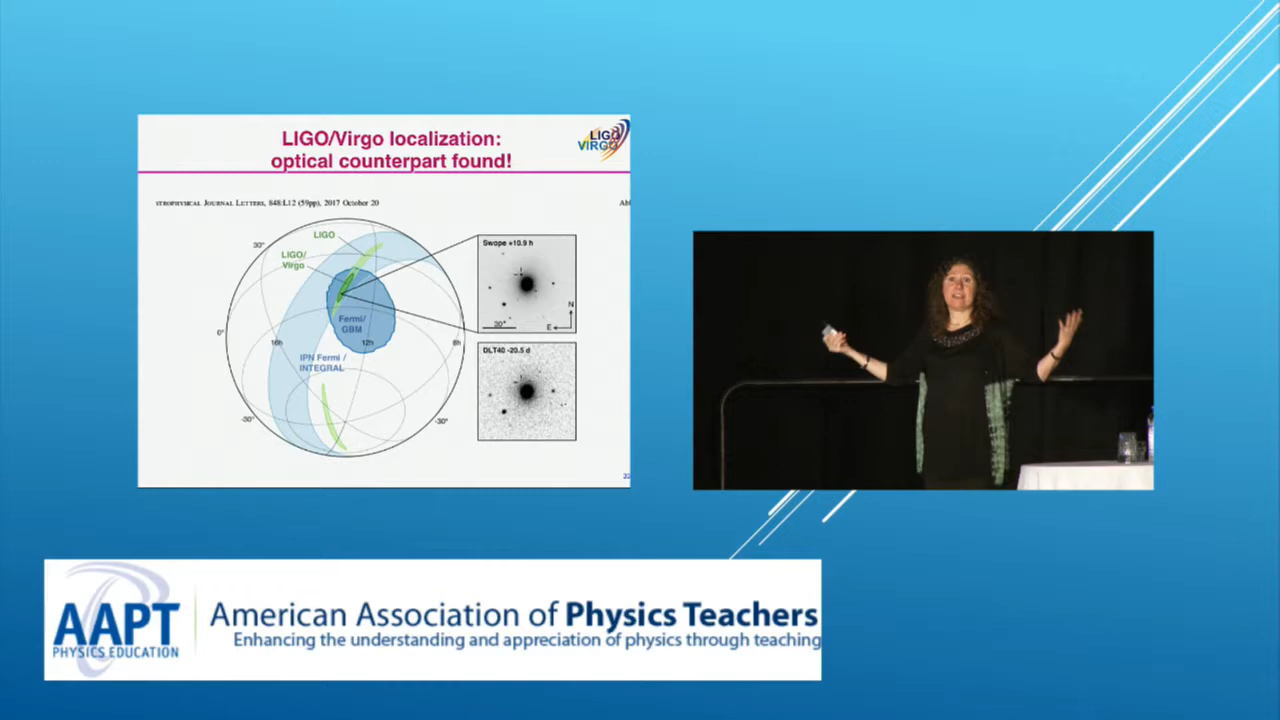 LIGO/Virgo localization:
optical counterpart found!
LIGO
VIRGO
STROPHYSICAL JOURNAL LETTERS, 848:L12 (59pp), 2017 October 20
LIGO
30°
LIGO/
Virgo
Swope +10.9 h
N
E
20"
0°
16h
12h
8h
Fermi/
GBM
IPN Fermi /
INTEGRAL
DLT40 -20.5 d
-30°
-30°
AAPT
PHYSICS EDUCATION
American Association of Physics Teachers
Enhancing the understanding and appreciation of physics through teaching